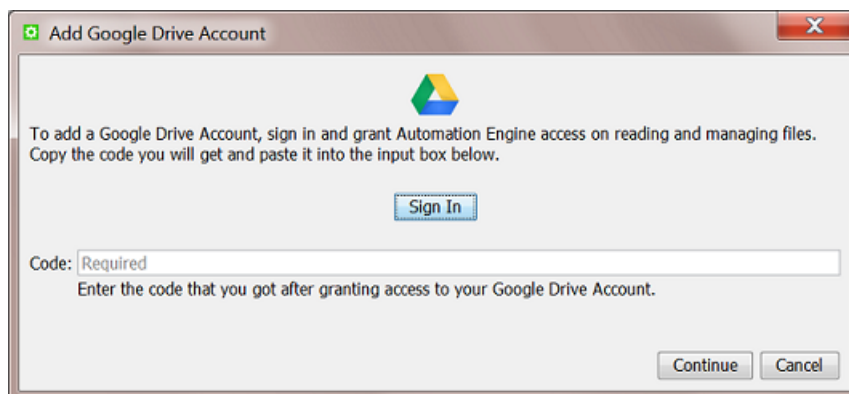 Add Google Drive Account
To add a Google Drive Account, sign in and grant Automation Engine access on reading and managing files.
Copy the code you will get and paste it into the input box below.
Sign In
Code: Required
Enter the code that you got after granting access to your Google Drive Account.
Continue Cancel